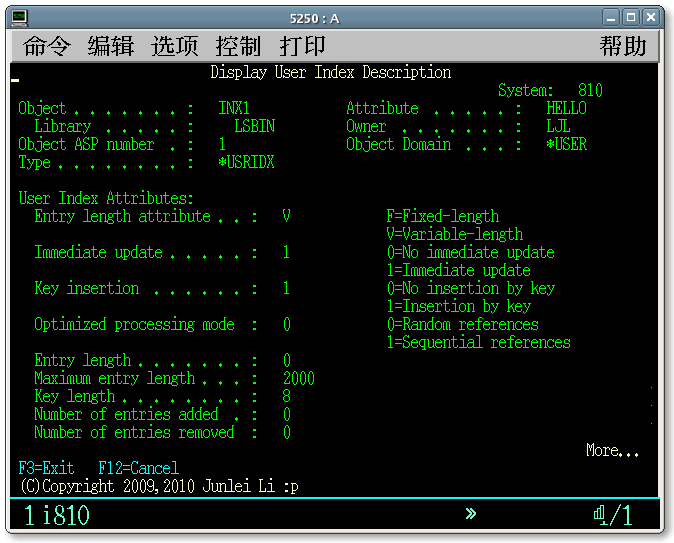 5250 : A
命令 编辑 选项 控制 打印 帮助
Display User Index Description
System: 810
Object . . . . . . . : INX1 Attribute . . . . . : HELLO
Library . . . . . : LSBIN Owner . . . . . . . : LJL
Object ASP number . : 1 Object Domain . . . : *USER
Type . . . . . . . . : *USRIDX
User Index Attributes:
Entry length attribute . . : V F=Fixed-length
V=Variable-length
Immediate update . . . . . : 1 0=No immediate update
1=Immediate update
Key insertion . . . . . . : 1 0=No insertion by key
1=Insertion by key
Optimized processing mode : 0 0=Random references
1=Sequential references
Entry length . . . . . . . : 0
Maximum entry length . . . : 2000
Key length . . . . . . . . : 8
Number of entries added . : 0
Number of entries removed : 0
More...
F3=Exit F12=Cancel
(C)Copyright 2009,2010 Junlei Li :p
1 i810 » 1/1